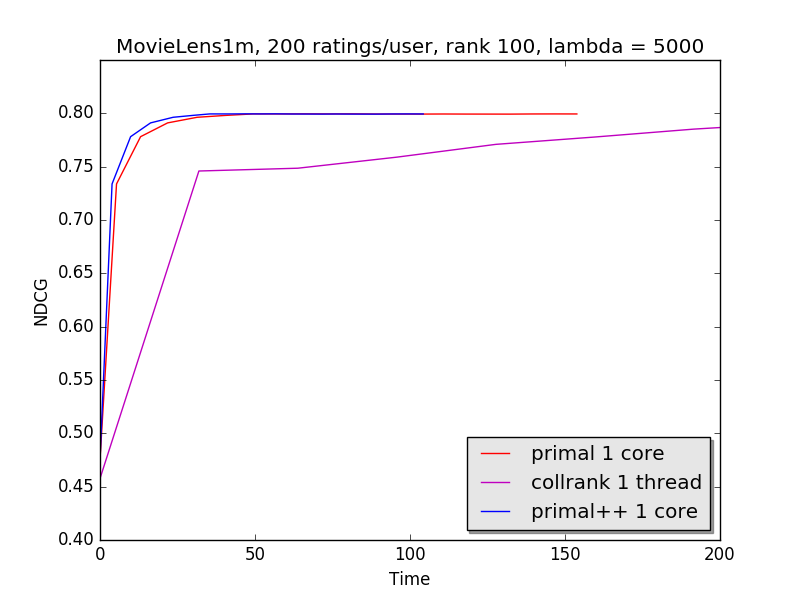 MovieLens1m, 200 ratings/user, rank 100, lambda = 5000
0.80
0.75
0.70
0.65
0.60
0.55
0.50
0.45
0.40
NDCG
0
50
100
150
200
Time
primal 1 core
collrank 1 thread
primal++ 1 core